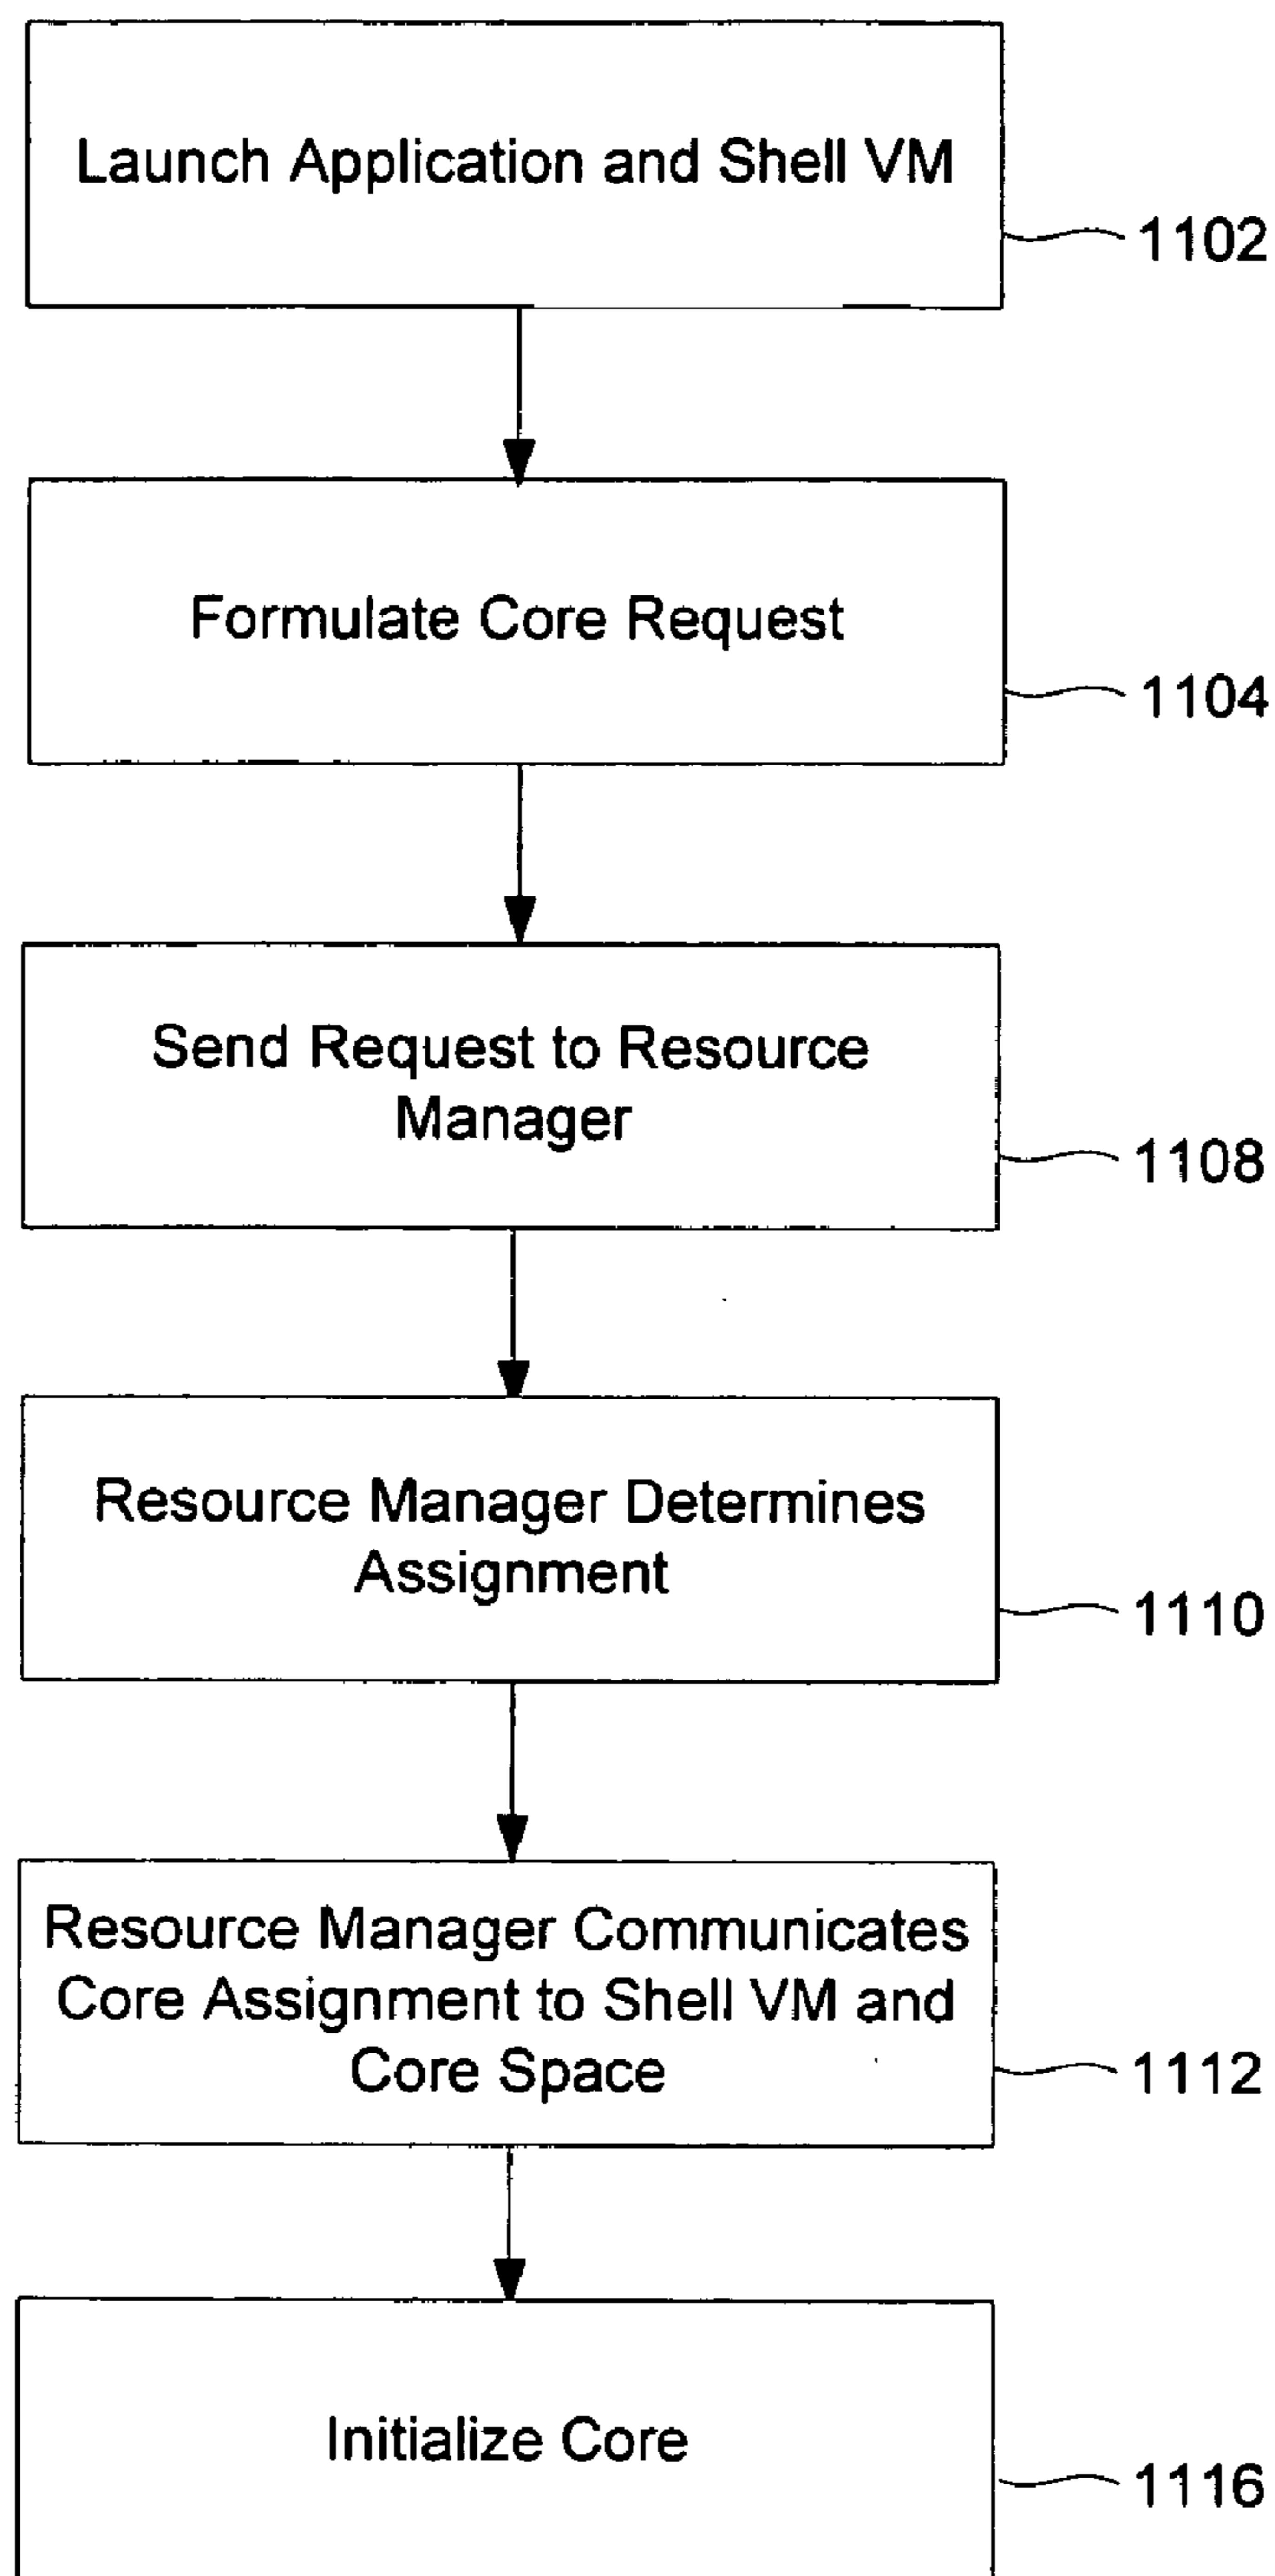 Launch Application and Shell VM
1102
Formulate Core Request
1104
Send Request to Resource
Manager
1108
Resource Manager Determines
Assignment
1110
Resource Manager Communicates
Core Assignment to Shell VM and
Core Space
1112
Initialize Core
1116